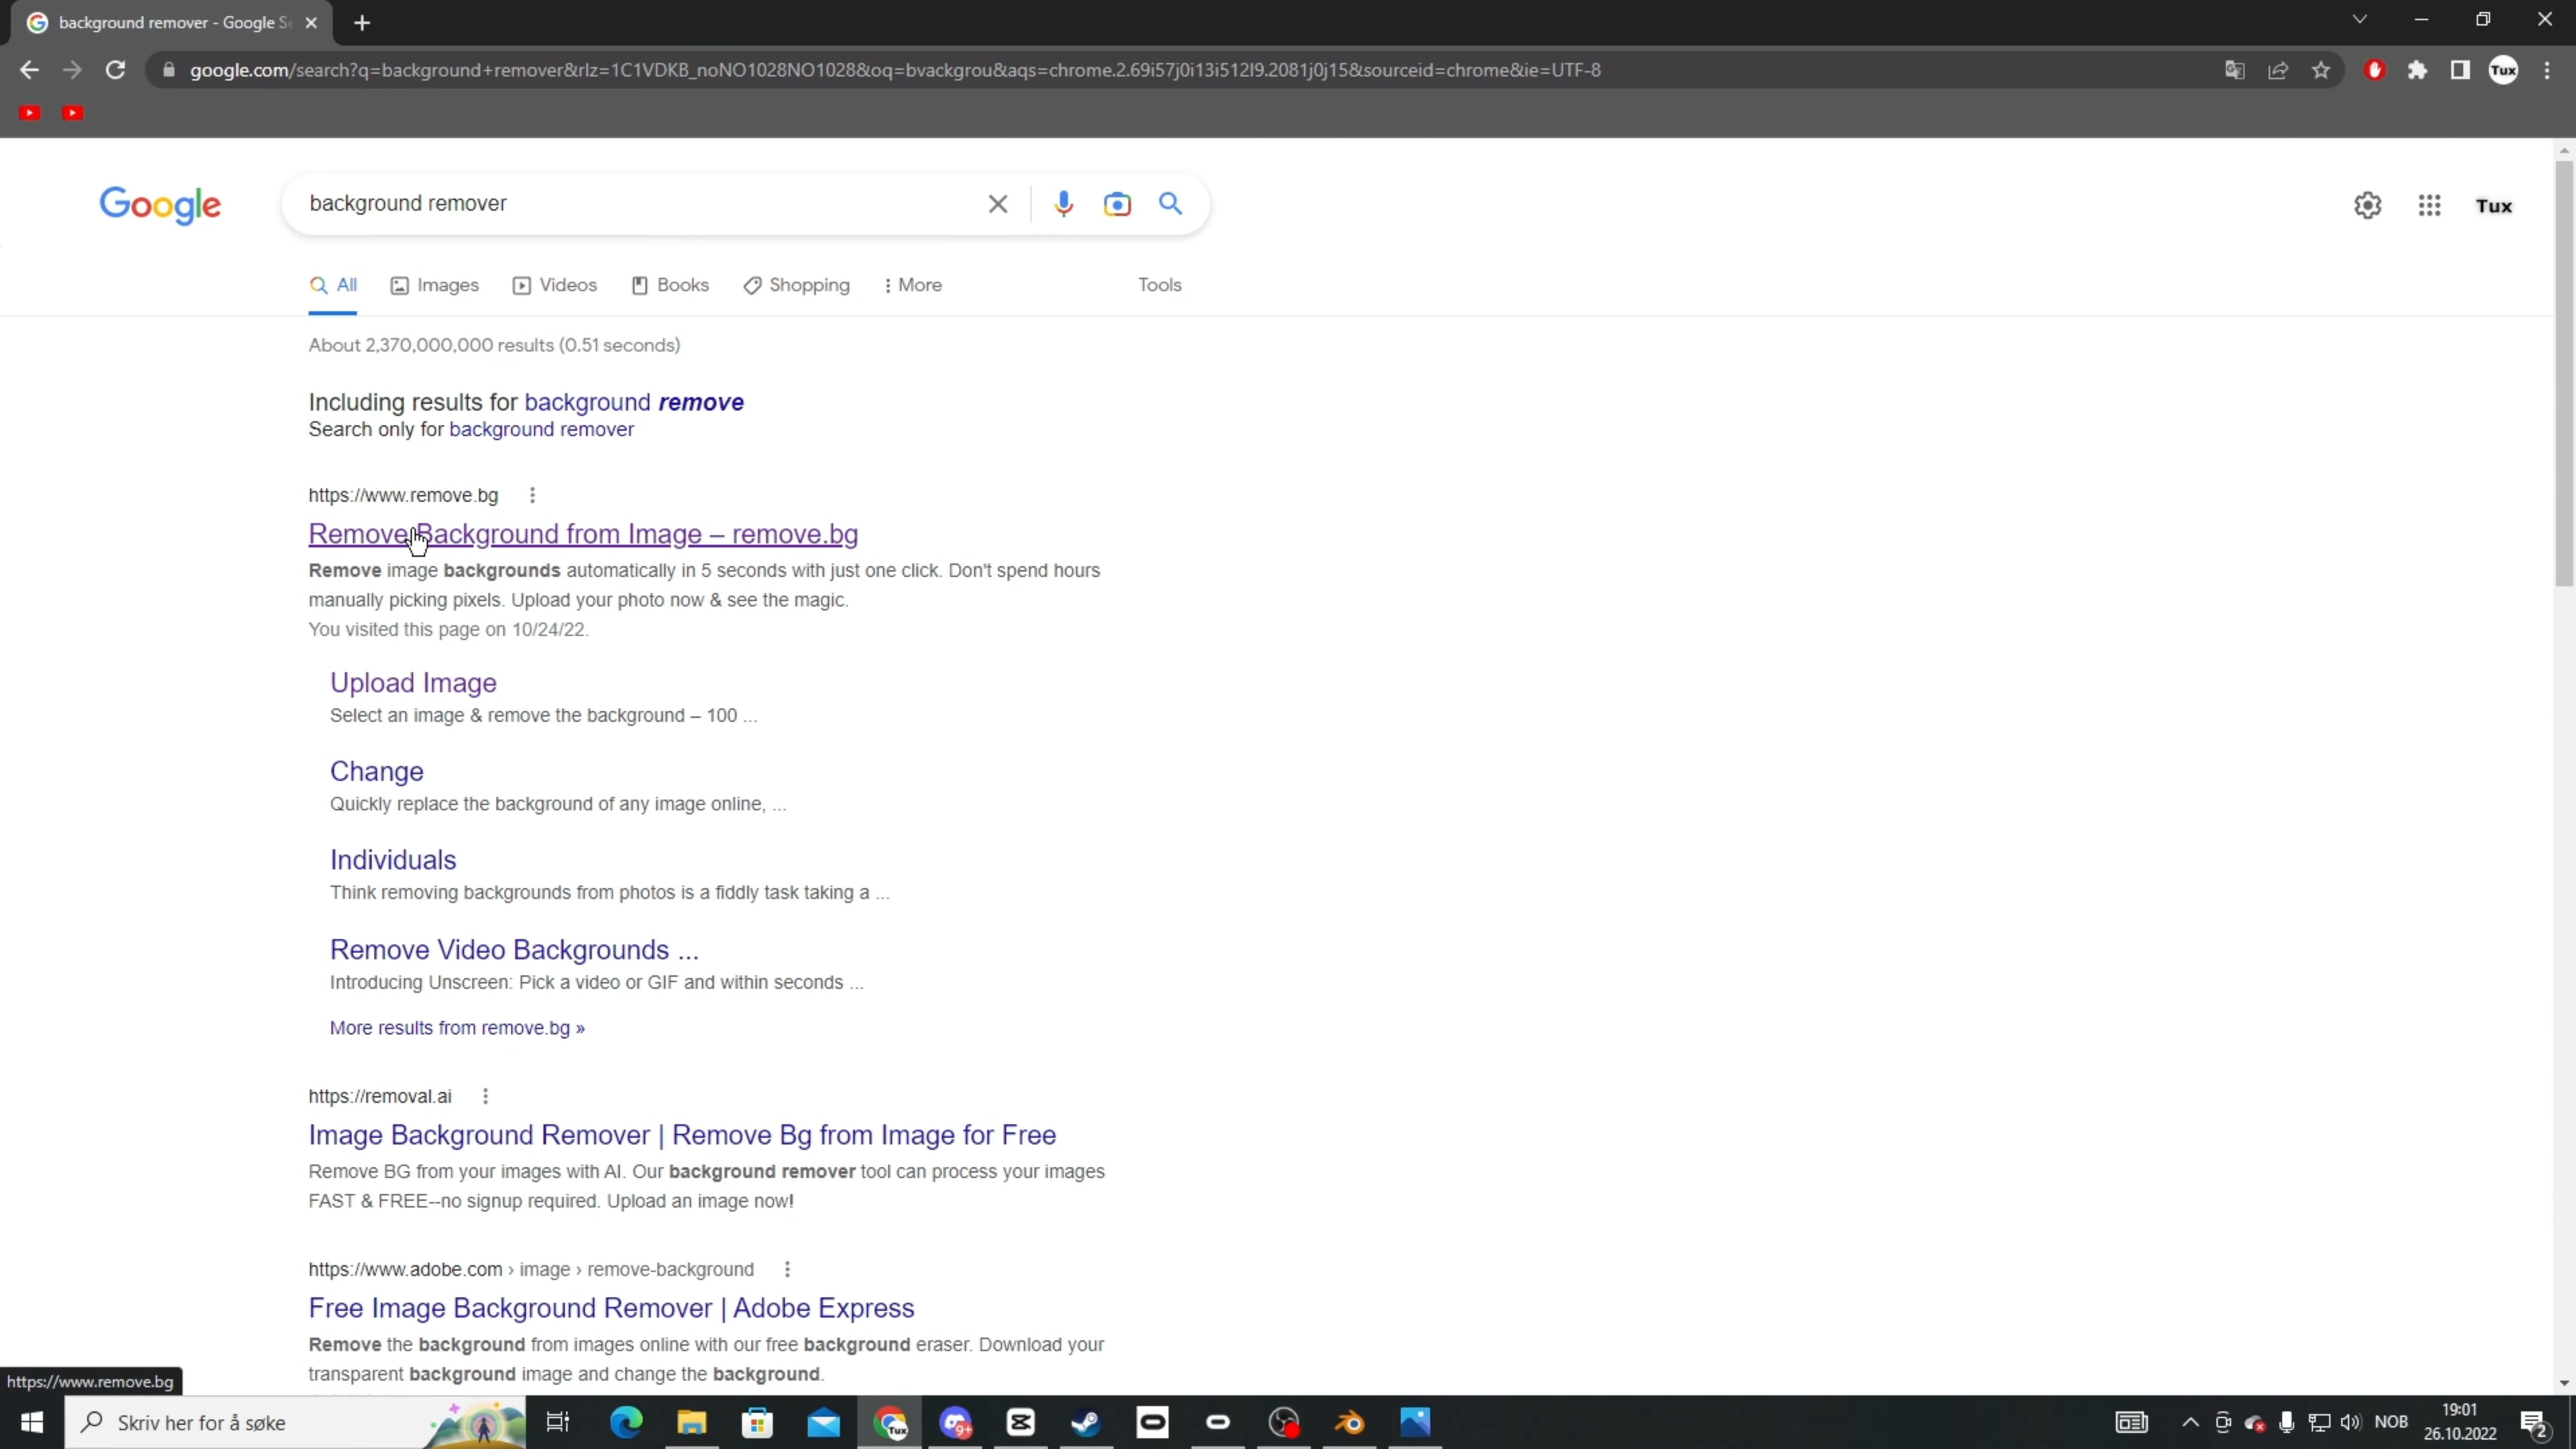 background remover - Google S
google.com/search?q=background+remover&rlz=1C1VDKB_noNO1028NO1028&oq=bvackgrou&aqs=chrome.2.69i57j0i13i512l9.2081j0j15&sourceid=chrome&ie=UTF-8
Tux
Google
background remover
Tux
All
Images
Videos
Books
Shopping
More
Tools
About 2,370,000,000 results (0.51 seconds)
Including results for background remove
Search only for background remover
https://www.remove.bg
Remove Background from Image – remove.bg
Remove image backgrounds automatically in 5 seconds with just one click. Don't spend hours
manually picking pixels. Upload your photo now & see the magic.
You visited this page on 10/24/22.
Upload Image
Select an image & remove the background – 100 ...
Change
Quickly replace the background of any image online, ...
Individuals
Think removing backgrounds from photos is a fiddly task taking a ...
Remove Video Backgrounds ...
Introducing Unscreen: Pick a video or GIF and within seconds ...
More results from remove.bg »
https://removal.ai
Image Background Remover | Remove Bg from Image for Free
Remove BG from your images with AI. Our background remover tool can process your images
FAST & FREE--no signup required. Upload an image now!
https://www.adobe.com › image › remove-background
Free Image Background Remover | Adobe Express
Remove the background from images online with our free background eraser. Download your
transparent background image and change the background.
https://www.remove.bg
Skriv her for å søke
Tux
9+
NOB
19:01
26.10.2022
2